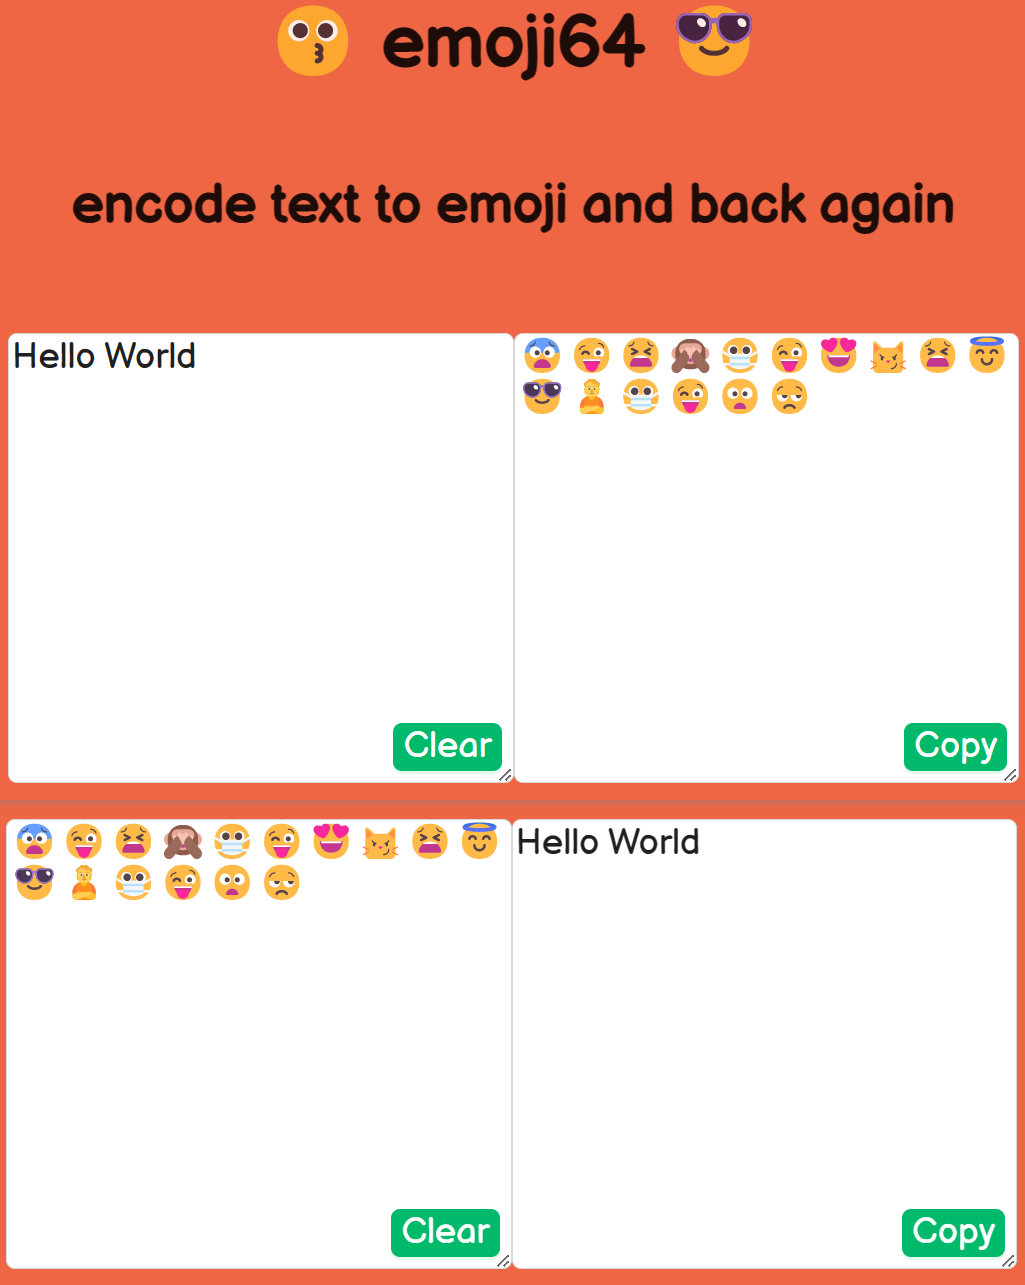 😗 emoji64 😎
encode text to emoji and back again
Hello World
😨😜😫🙈😷😜😍😼😫😇
😎🙎😷😜😦😒
Clear
Copy
😨😜😫🙈😷😜😍😼😫😇
😎🙎😷😜😦😒
Hello World
Clear
Copy